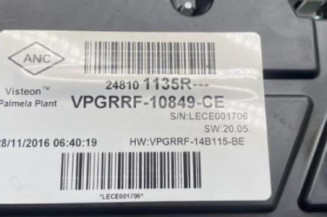 ANC
Visteon™
Palmela Plant
24810 1135R---
VPGRRF-10849-CE
S/N:LECE001706
SW:20.05.
28/11/2016 06:40:19
HW:VPGRRF-14B115-BE
*LECE001706*